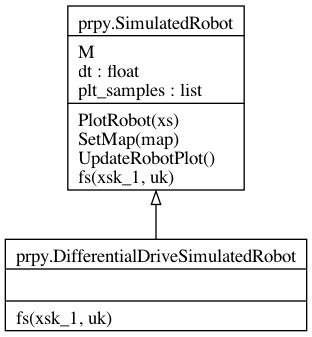 prpy.SimulatedRobot
M
dt : float
plt_samples : list
PlotRobot(xs)
SetMap(map)
UpdateRobotPlot()
fs(xsk_1, uk)
prpy.DifferentialDriveSimulatedRobot
fs(xsk_1, uk)